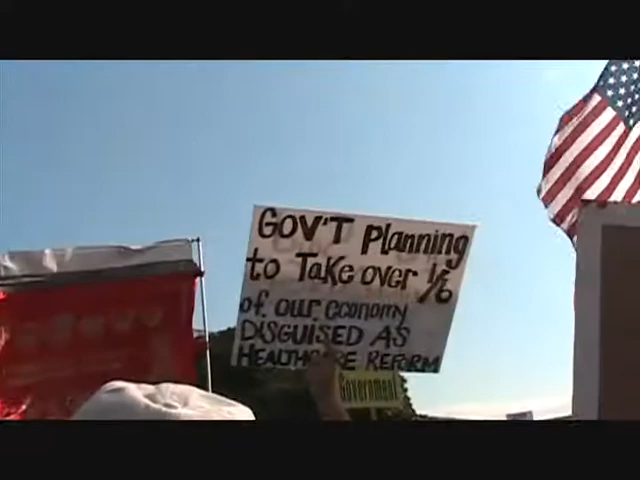 GOV'T Planning
to TaKe over 1/6
of our economy
DISGUISED AS
HEALTHCARE REFORM
Government